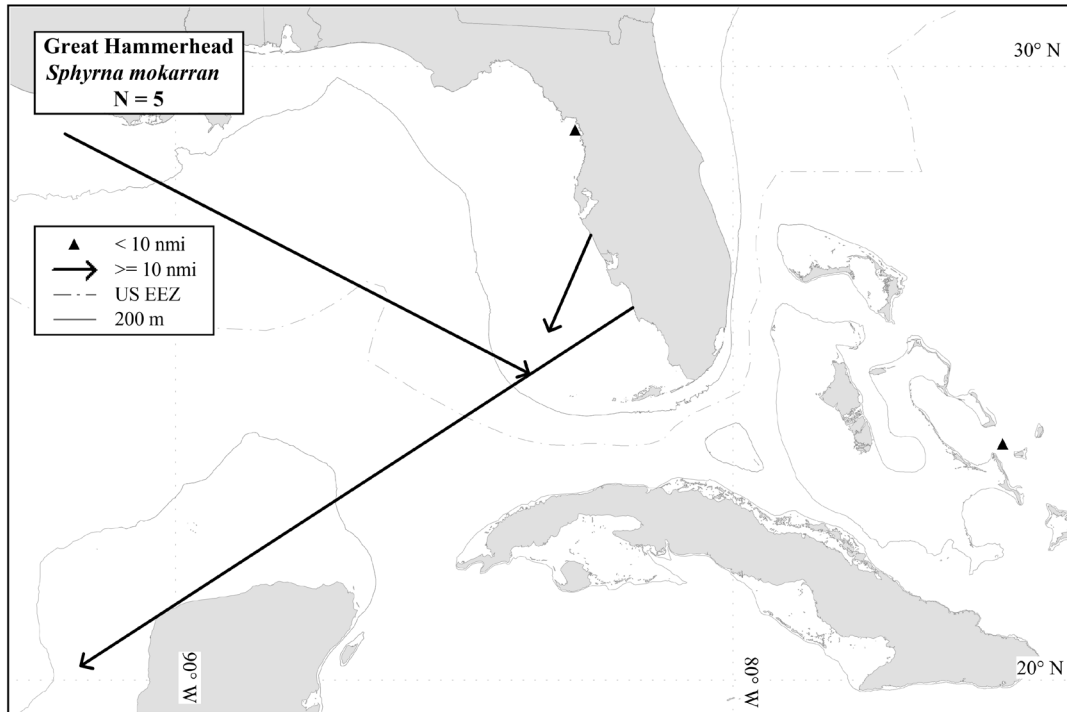 Great Hammerhead
Sphyrna mokarran
N = 5
30° N
< 10 nmi
>= 10 nmi
US EEZ
200 m
90° W
80° W
20° N